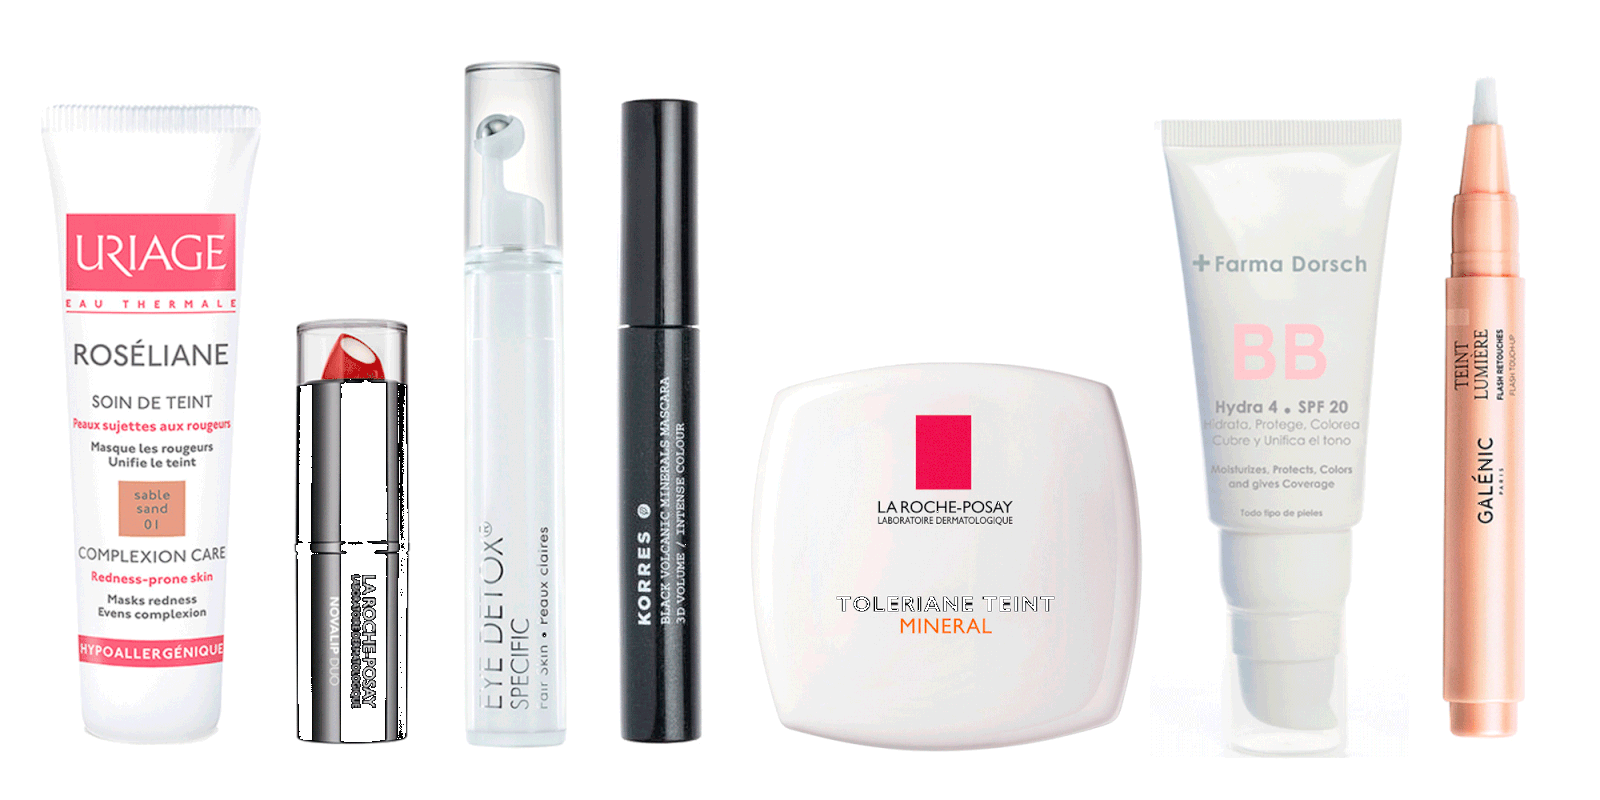 URIAGE
EAU THERMALE
ROSÉLIANE
SOIN DE TEINT
Peaux sujettes aux rougeurs
Masque les rougeurs
Unifie le teint
sable
sand
01
COMPLEXION CARE
Redness-prone skin
Masks redness
Evens complexion
HYPOALLERGÉNIQUE
LA ROCHE-POSAY
NOVALIP DUO
EYE DETOX®
SPECIFIC
Fair Skin • Peaux claires
KORRES
BLACK VOLCANIC MINERALS MASCARA
3D VOLUME / INTENSE COLOUR
LA ROCHE-POSAY
LABORATOIRE DERMATOLOGIQUE
TOLERIANE TEINT
MINERAL
+Farma Dorsch
BB
Hydra 4 . SPF 20
Hidrata, Protege, Colorea
Cubre y Unifica el tono
Moisturizes, Protects, Colors
and gives Coverage
Todo tipo de pieles
TEINT
LUMIÈRE
FLASH RETOUCHES
FLASH TOUCH-UP
GALÉNIC
PARIS